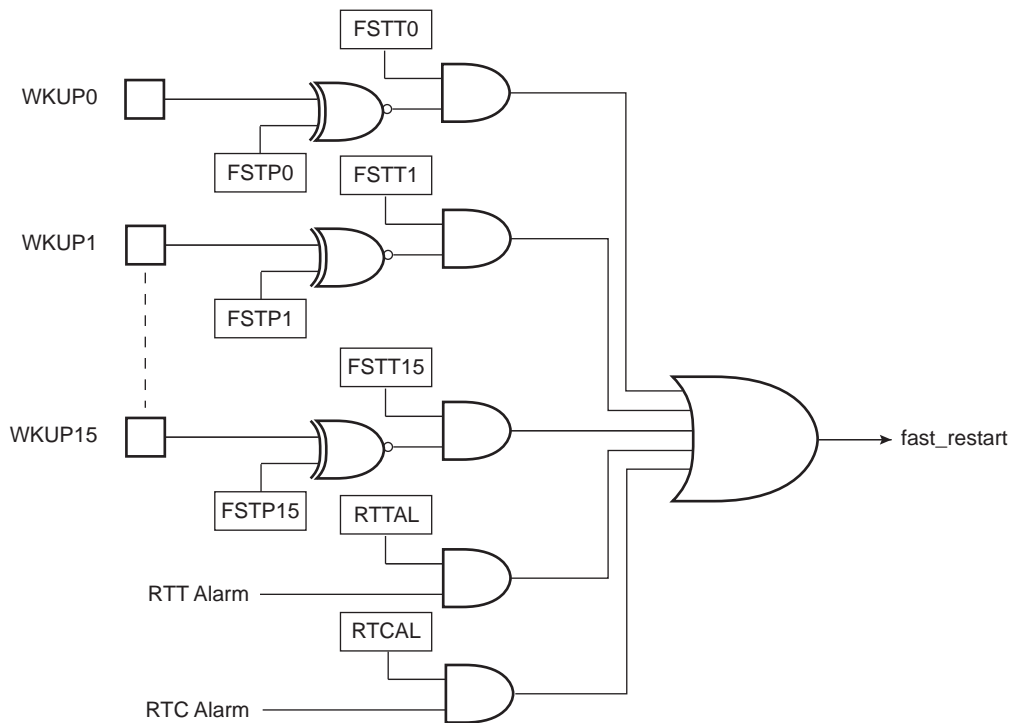 FSTT0
WKUP0
FSTP0
FSTT1
WKUP1
FSTP1
FSTT15
WKUP15
fast_restart
FSTP15
RTTAL
RTT Alarm
RTCAL
RTC Alarm